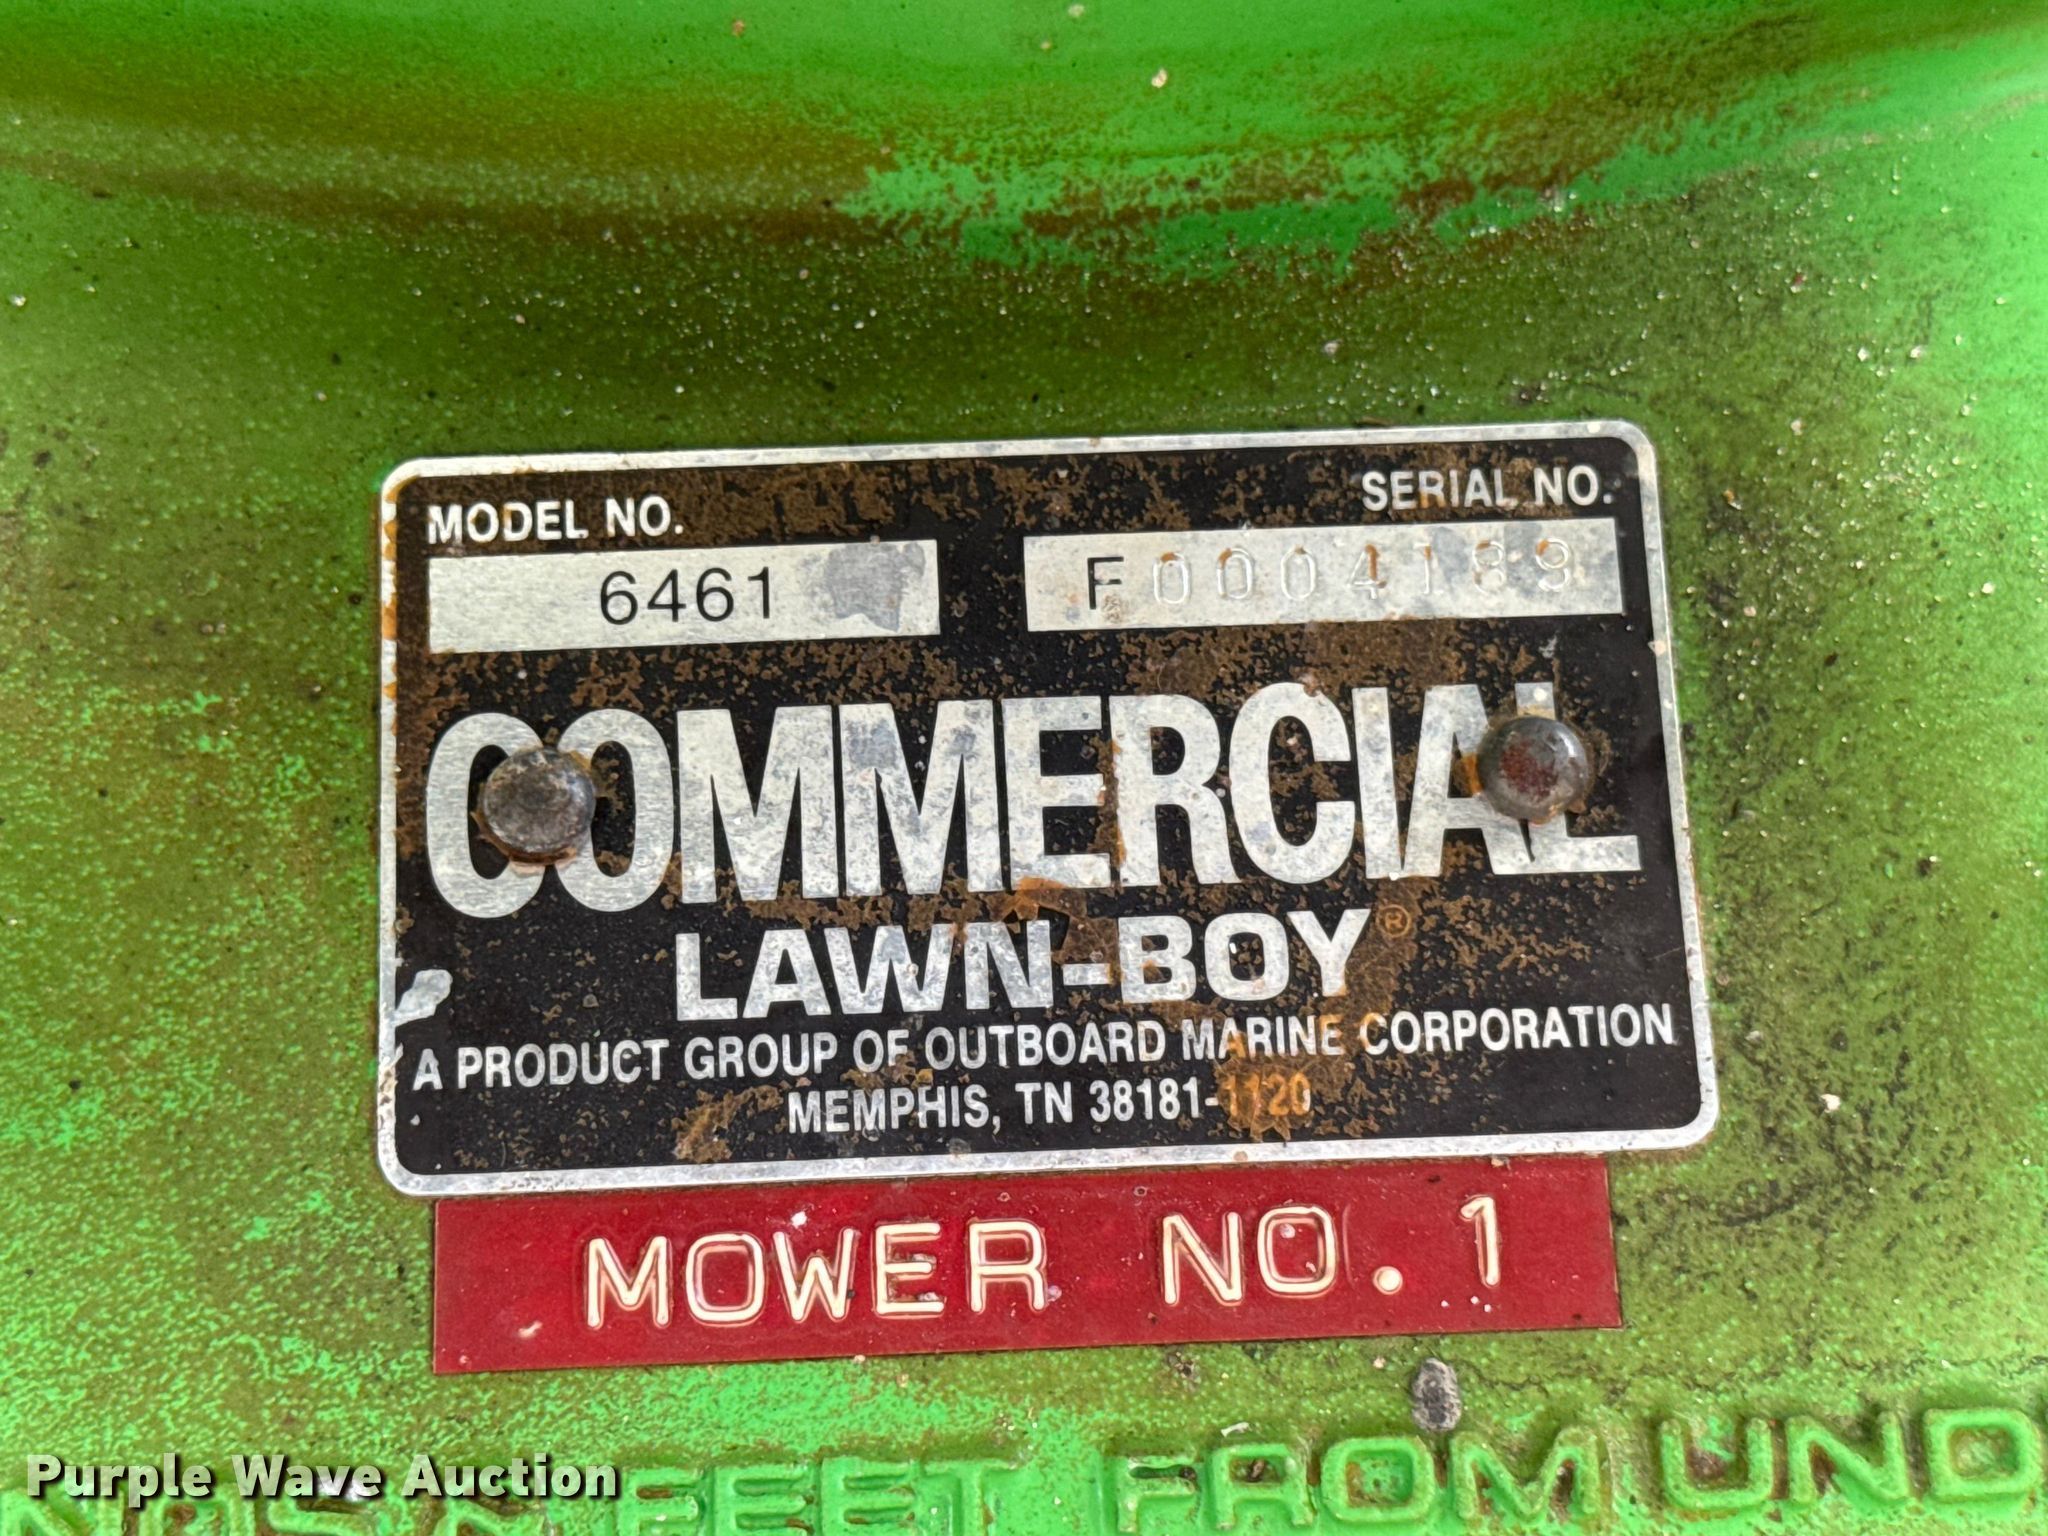 MODEL NO.
SERIAL NO.
6461
F0004189
COMMERCIAL
LAWN-BOY®
A PRODUCT GROUP OF OUTBOARD MARINE CORPORATION
MEMPHIS, TN 38181-1120
MOWER NO. 1
FEET FROM UND
Purple Wave Auction